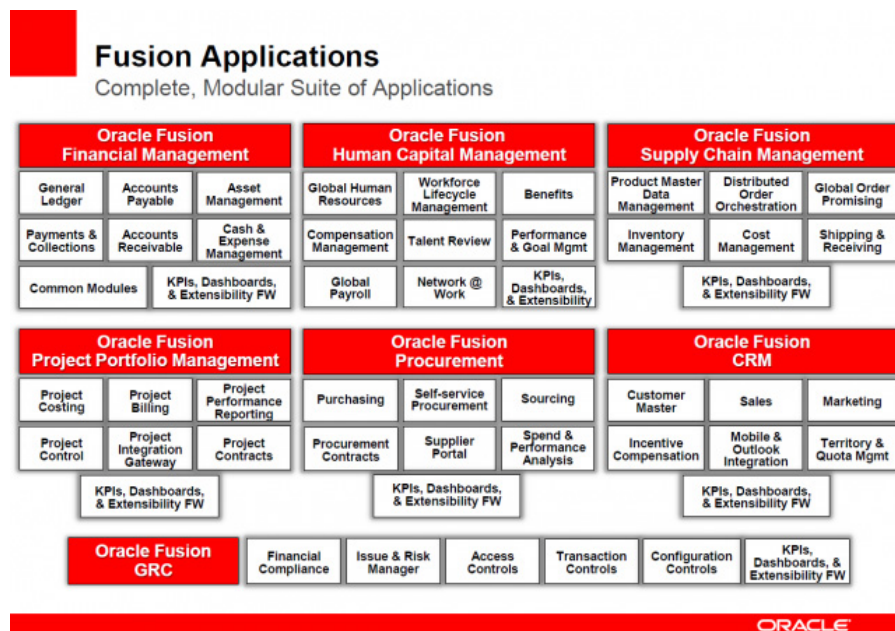 Fusion Applications
Complete, Modular Suite of Applications
Oracle Fusion
Financial Management
General
Ledger
Accounts
Payable
Asset
Management
Payments &
Collections
Accounts
Receivable
Cash &
Expense
Management
Common Modules
KPIs, Dashboards,
& Extensibility FW
Oracle Fusion
Human Capital Management
Global Human
Resources
Workforce
Lifecycle
Management
Benefits
Compensation
Management
Talent Review
Performance
& Goal Mgmt
Global
Payroll
Network @
Work
KPIs,
Dashboards,
& Extensibility
Oracle Fusion
Supply Chain Management
Product Master
Data
Management
Distributed
Order
Orchestration
Global Order
Promising
Inventory
Management
Cost
Management
Shipping &
Receiving
KPIs, Dashboards,
& Extensibility FW
Oracle Fusion
Project Portfolio Management
Project
Costing
Project
Billing
Project
Performance
Reporting
Project
Control
Project
Integration
Gateway
Project
Contracts
KPIs, Dashboards,
& Extensibility FW
Oracle Fusion
Procurement
Purchasing
Self-service
Procurement
Sourcing
Procurement
Contracts
Supplier
Portal
Spend &
Performance
Analysis
KPIs, Dashboards,
& Extensibility FW
Oracle Fusion
CRM
Customer
Master
Sales
Marketing
Incentive
Compensation
Mobile &
Outlook
Integration
Territory &
Quota Mgmt
KPIs, Dashboards,
& Extensibility FW
Oracle Fusion
GRC
Financial
Compliance
Issue & Risk
Manager
Access
Controls
Transaction
Controls
Configuration
Controls
KPIs,
Dashboards, &
Extensibility FW
ORACLE